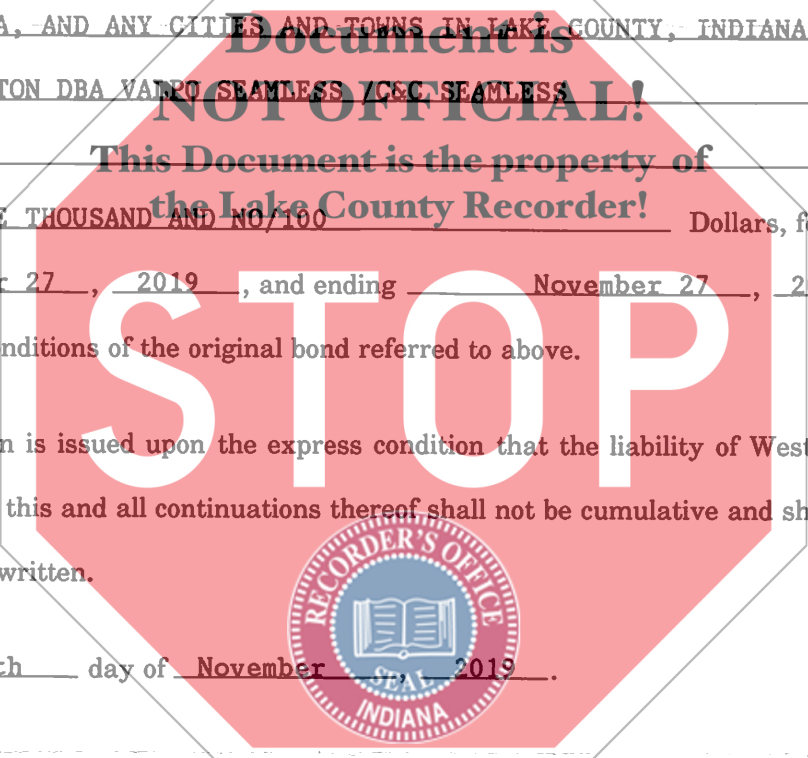 A, AND ANY CITIES AND TOWNS IN LAKE COUNTY, INDIANA
Document is
TON DBA VALPO SEAMLESS /C&C SEAMLESS
NOT OFFICIAL!
This Document is the property of
the Lake County Recorder!
E THOUSAND AND NO/100 Dollars, f
r 27, 2019, and ending November 27, 2
STOP
nditions of the original bond referred to above.
n is issued upon the express condition that the liability of West
this and all continuations thereof shall not be cumulative and sh
written.
RECORDER'S OFFICE
SEAL
INDIANA
th day of November, 2019.